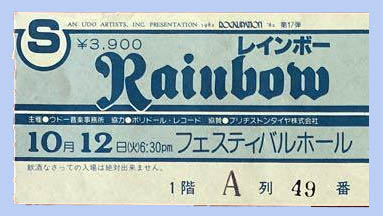 AN UDO ARTISTS, INC. PRESENTATION 1982 ROCKUPATION '82 第17弾
S
¥3,900
レインボー
Rainbow
主催●ウドー音楽事務所 協力●ポリドール・レコード 協賛●ブリヂストンタイヤ株式会社
10月12日(火)6:30pm フェスティバルホール
飲酒なさっての入場は絶対出来ません。
1階 A 列 49 番